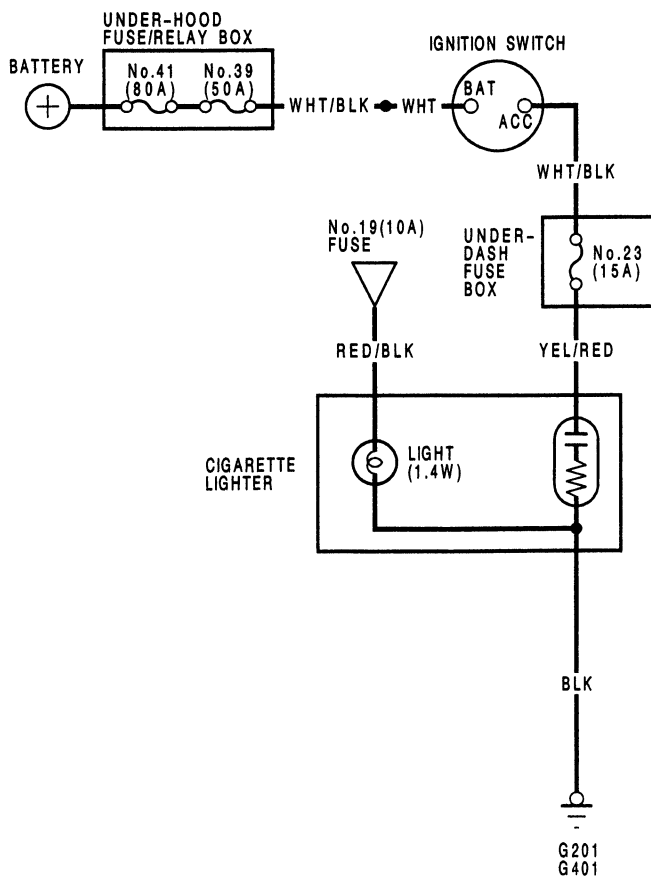 UNDER-HOOD
FUSE/RELAY BOX
IGNITION SWITCH
BATTERY
No.41
(80A)
No.39
(50A)
BAT
ACC
WHT/BLK
WHT
WHT/BLK
No.19(10A)
FUSE
UNDER-
DASH
FUSE
BOX
No.23
(15A)
RED/BLK
YEL/RED
CIGARETTE
LIGHTER
LIGHT
(1.4W)
BLK
G201
G401